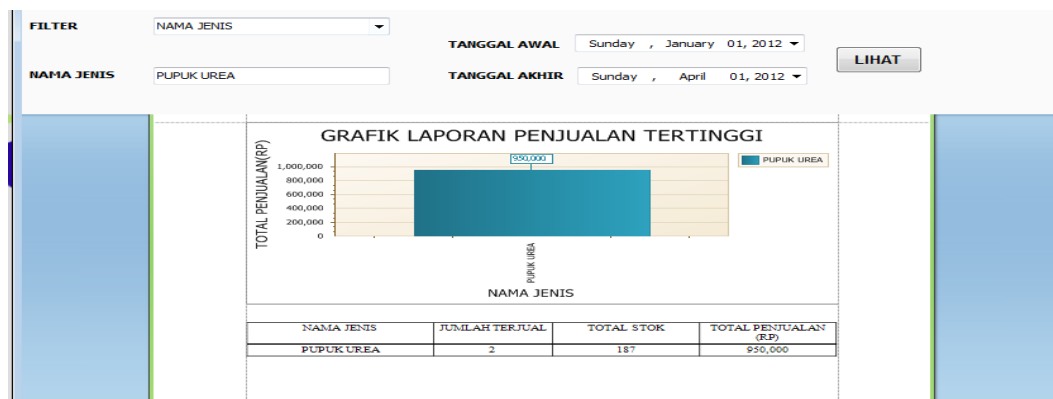 FILTER NAMA JENIS
TANGGAL AWAL Sunday , January 01, 2012
LIHAT
NAMA JENIS PUPUK UREA TANGGAL AKHIR Sunday , April 01, 2012
GRAFIK LAPORAN PENJUALAN TERTINGGI
TOTAL PENJUALAN(RP)
950,000
PUPUK UREA
1,000,000
800,000
600,000
400,000
200,000
0
PUPUK UREA
NAMA JENIS
NAMA JENIS JUMLAH TERJUAL TOTAL STOK TOTAL PENJUALAN
(RP)
PUPUK UREA 2 187 950,000